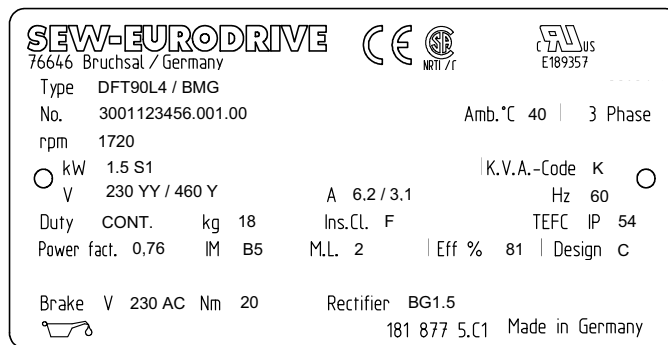 SEW-EURODRIVE
76646 Bruchsal / Germany
NRTL / C
c UR US
E189357
Type DFT90L4 / BMG
No. 3001123456.001.00 Amb.°C 40 3 Phase
rpm 1720
kW 1.5 S1 K.V.A.-Code K
V 230 YY / 460 Y A 6,2 / 3,1 Hz 60
Duty CONT. kg 18 Ins.Cl. F TEFC IP 54
Power fact. 0,76 IM B5 M.L. 2 Eff % 81 Design C
Brake V 230 AC Nm 20 Rectifier BG1.5
181 877 5.C1 Made in Germany